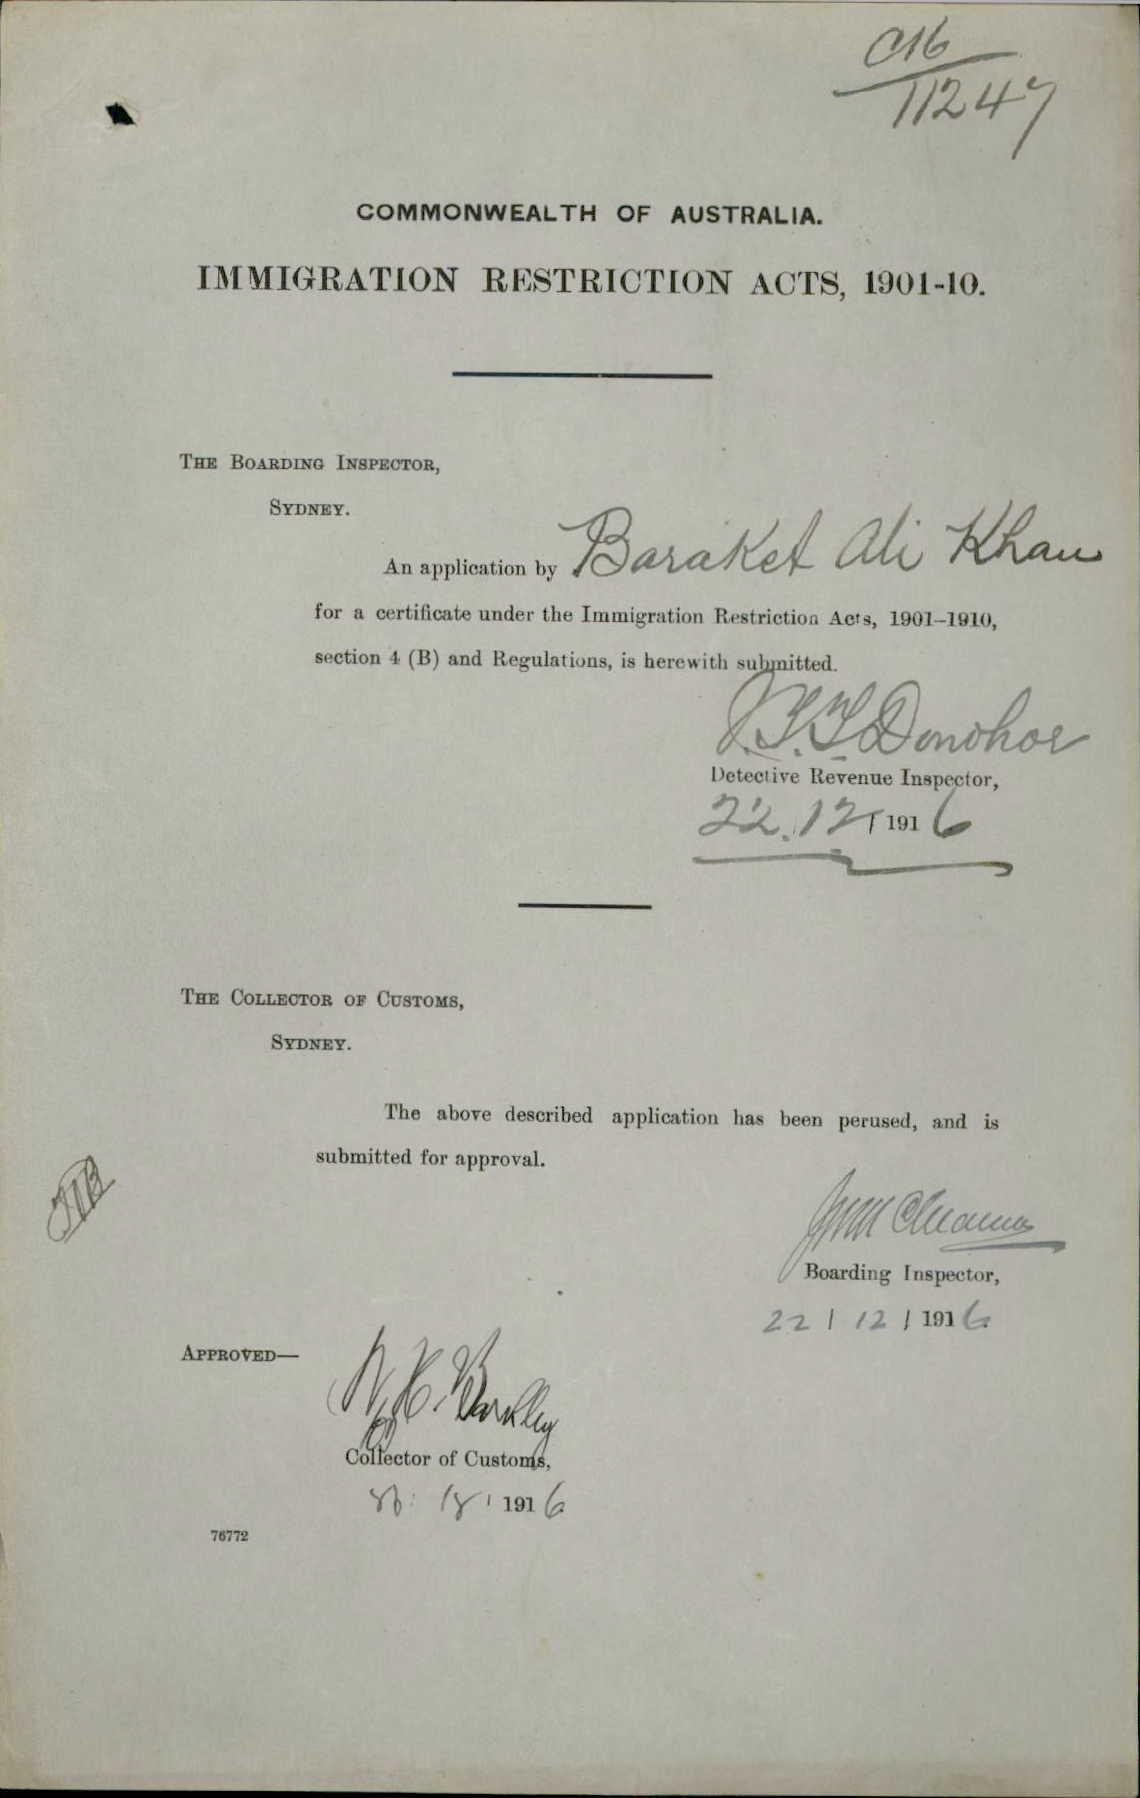 C16
11247
COMMONWEALTH OF AUSTRALIA.
IMMIGRATION RESTRICTION ACTS, 1901-10.
THE BOARDING INSPECTOR,
SYDNEY.
An application by Baraket Ali Khan
for a certificate under the Immigration Restriction Acts, 1901–1910,
section 4 (B) and Regulations, is herewith submitted.
Donohoe
Detective Revenue Inspector,
22.12/1916
THE COLLECTOR OF CUSTOMS,
SYDNEY.
The above described application has been perused, and is
submitted for approval.
Boarding Inspector,
22/12/1916
APPROVED—
W. H. Barkley
Collector of Customs,
1916
76772